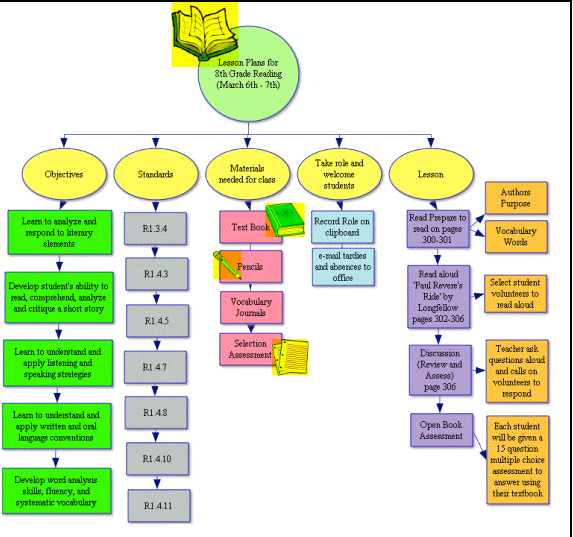 Lesson Plans for
8th Grade Reading
(March 6th - 7th)
Objectives
Standards
Materials
needed for class
Take role and
welcome
students
Lesson
Learn to analyze and
respond to literary
elements
Develop student's ability to
read, comprehend, analyze
and critique a short story
Learn to understand and
apply listening and
speaking strategies
Learn to understand and
apply written and oral
language conventions
Develop word analysis
skills, fluency, and
systematic vocabulary
R1.3.4
R1.4.3
R1.4.5
R1.4.7
R1.4.8
R1.4.10
R1.4.11
Text Book
Pencils
Vocabulary
Journals
Selection
Assessment
Record Role on
clipboard
e-mail tardies
and absences to
office
Read Prepare to
read on pages
300-301
Authors
Purpose
Vocabulary
Words
Read aloud
'Paul Revere's
Ride' by
Longfellow
pages 302-306
Select student
volunteers to
read aloud
Discussion
(Review and
Assess)
page 306
Teacher ask
questions aloud
and calls on
volunteers to
respond
Open Book
Assessment
Each student
will be given a
15 question
multiple choice
assessment to
answer using
their textbook